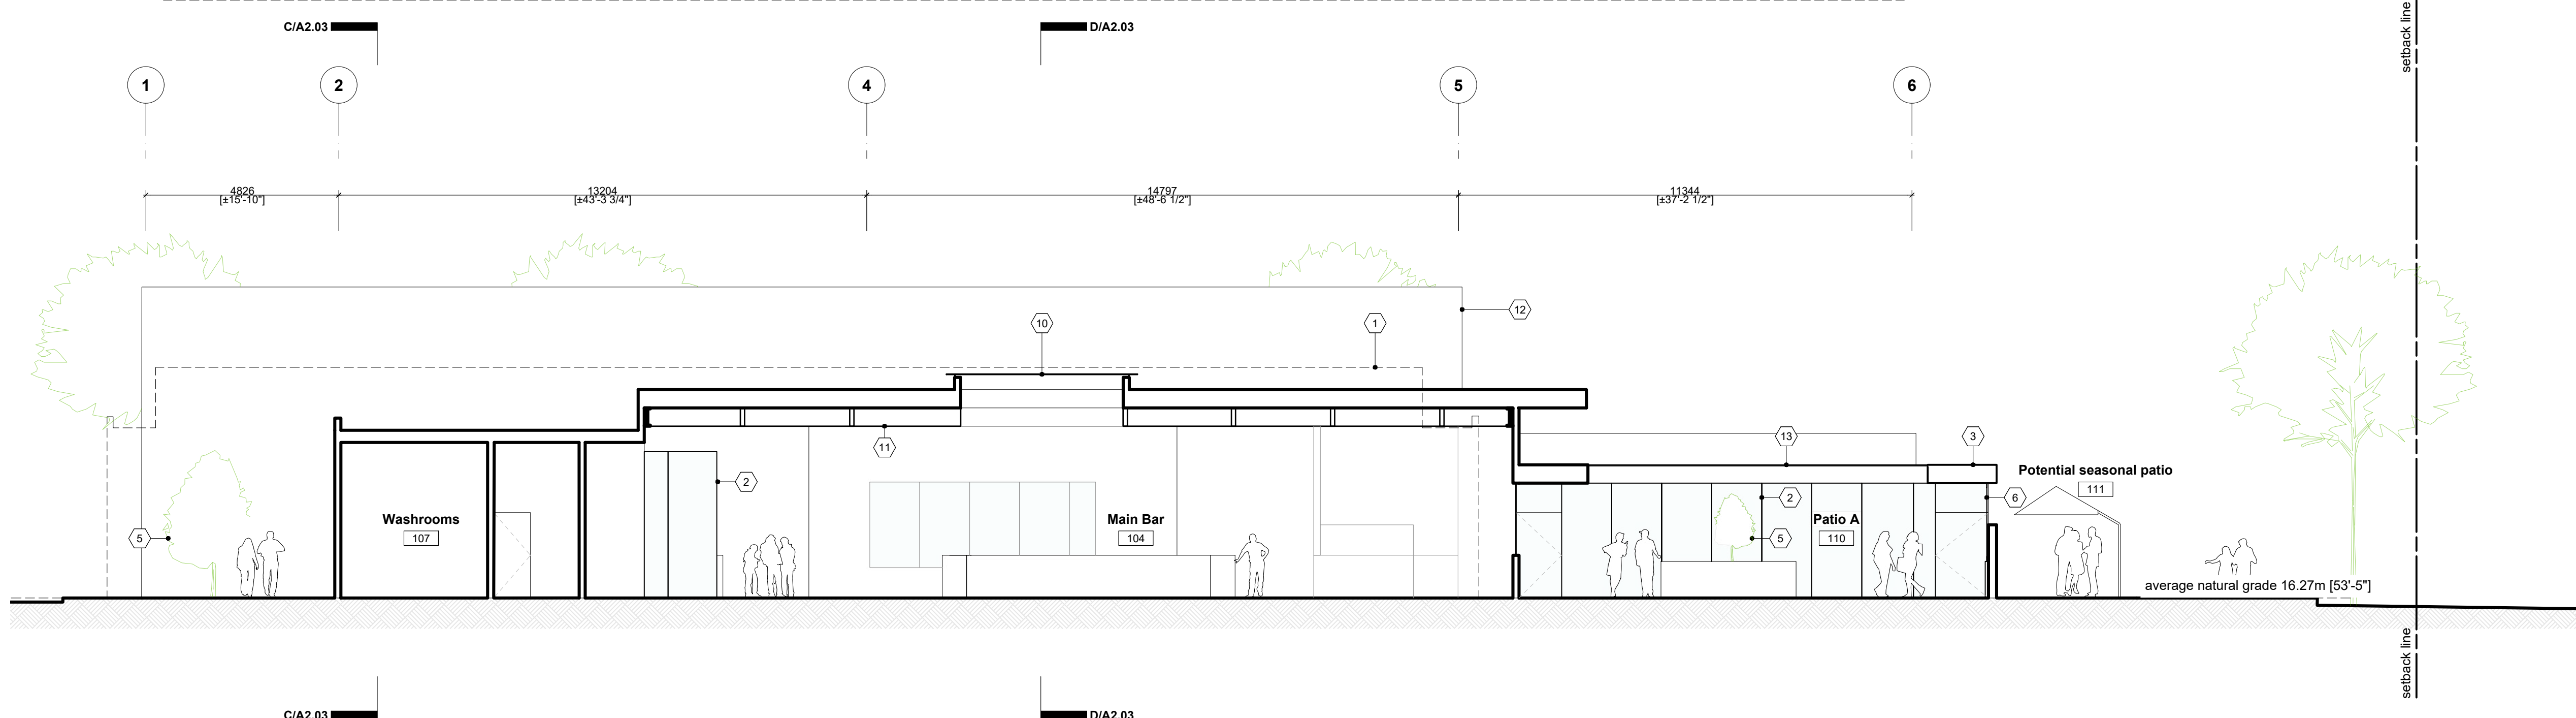 setback line
C/A2.03
D/A2.03
1
2
4
5
6
4826
[±15'-10"]
13204
[±43'-3 3/4"]
14797
[±48'-6 1/2"]
11344
[±37'-2 1/2"]
10
1
12
11
13
3
2
2
6
5
5
Potential seasonal patio
111
Washrooms
107
Main Bar
104
Patio A
110
average natural grade 16.27m [53'-5"]
setback line
C/A2.03
D/A2.03